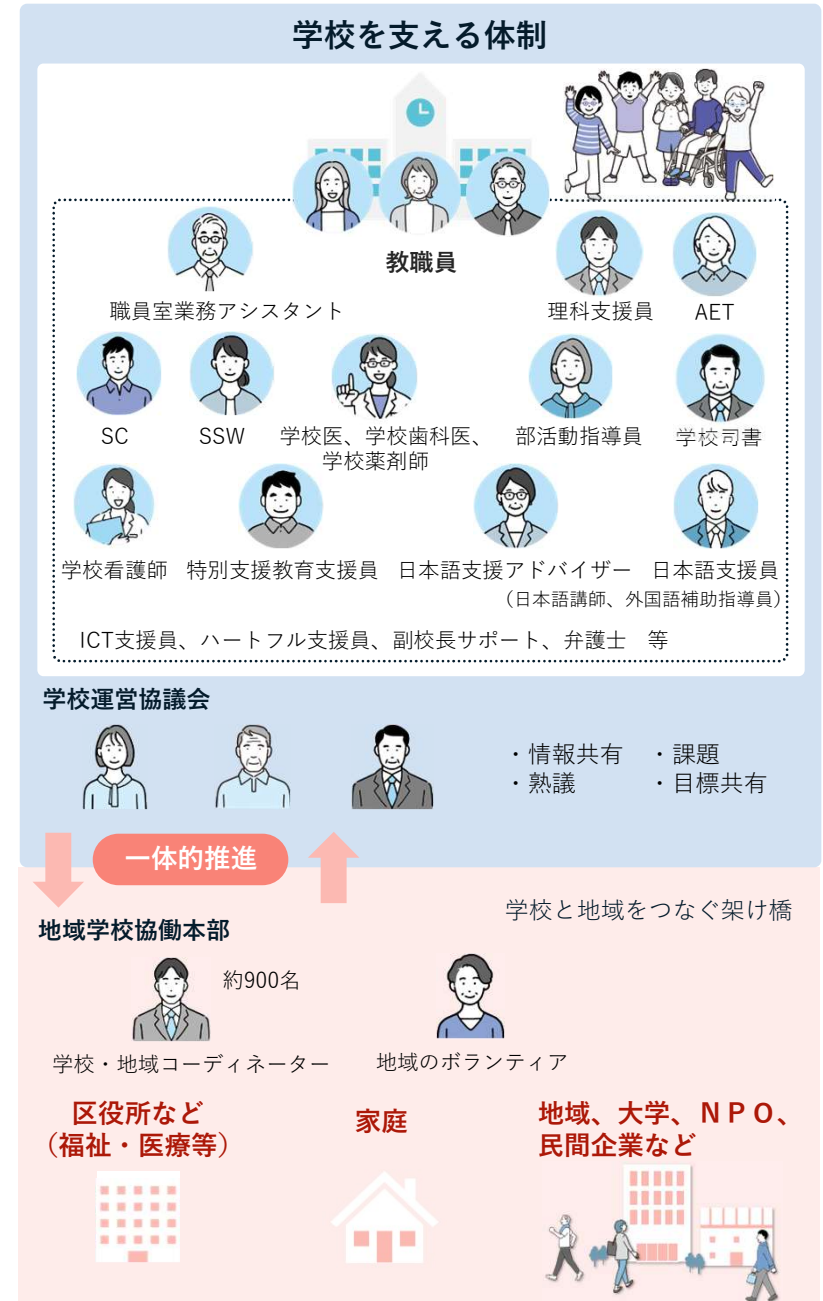 学校を支える体制
教職員
職員室業務アシスタント
理科支援員
AET
SC
SSW
学校医、学校歯科医、
学校薬剤師
部活動指導員
学校司書
学校看護師
特別支援教育支援員
日本語支援アドバイザー
日本語支援員
（日本語講師、外国語補助指導員）
ICT支援員、ハートフル支援員、副校長サポート、弁護士　等
学校運営協議会
・情報共有　・課題
・熟議　・目標共有
一体的推進
学校と地域をつなぐ架け橋
地域学校協働本部
約900名
学校・地域コーディネーター
地域のボランティア
区役所など
（福祉・医療等）
家庭
地域、大学、ＮＰＯ、
民間企業など